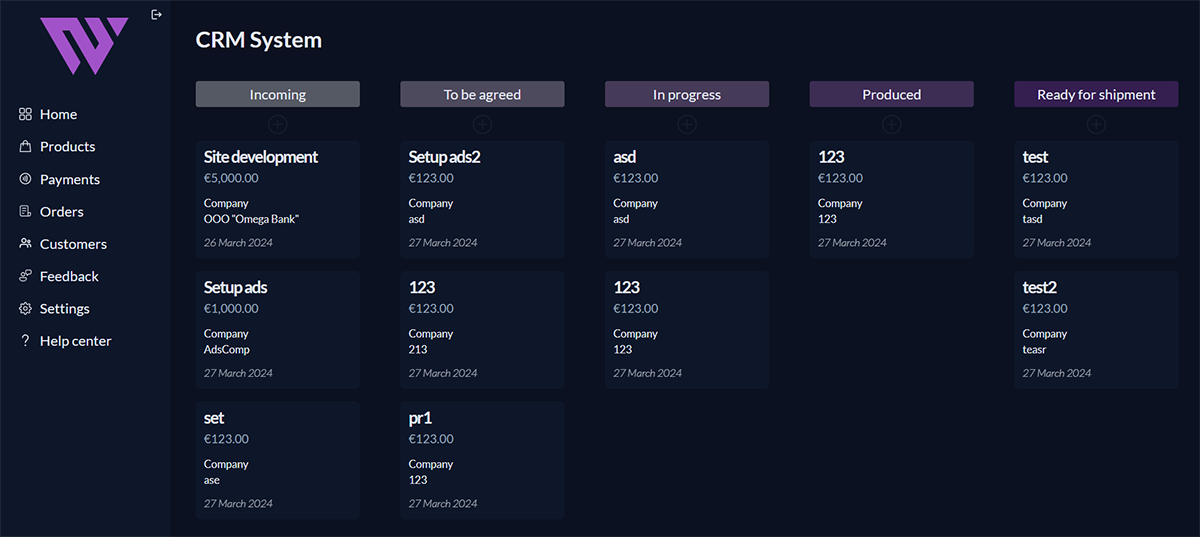 CRM System
Home
Products
Payments
Orders
Customers
Feedback
Settings
Help center
Incoming
Site development
€5,000.00
Company
OOO "Omega Bank"
26 March 2024
Setup ads
€1,000.00
Company
AdsComp
27 March 2024
set
€123.00
Company
ase
27 March 2024
To be agreed
Setup ads2
€123.00
Company
asd
27 March 2024
123
€123.00
Company
213
27 March 2024
pr1
€123.00
Company
123
27 March 2024
In progress
asd
€123.00
Company
asd
27 March 2024
123
€123.00
Company
123
27 March 2024
Produced
123
€123.00
Company
123
27 March 2024
Ready for shipment
test
€123.00
Company
tasd
27 March 2024
test2
€123.00
Company
teasr
27 March 2024